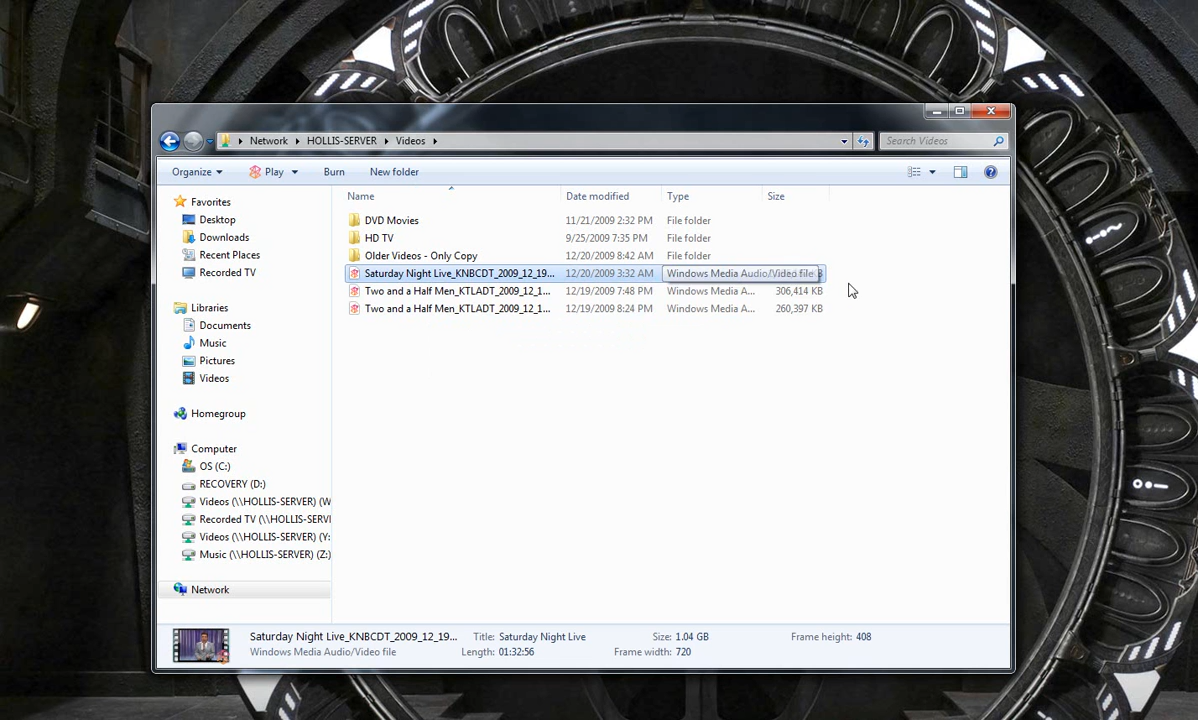 Network HOLLIS-SERVER Videos
Search Videos
Organize Play Burn New folder
Favorites
Desktop
Downloads
Recent Places
Recorded TV
Libraries
Documents
Music
Pictures
Videos
Homegroup
Computer
OS (C:)
RECOVERY (D:)
Videos (\\HOLLIS-SERVER) (W
Recorded TV (\\HOLLIS-SERV
Videos (\\HOLLIS-SERVER) (Y:
Music (\\HOLLIS-SERVER) (Z:)
Network
Name Date modified Type Size
DVD Movies 11/21/2009 2:32 PM File folder
HD TV 9/25/2009 7:35 PM File folder
Older Videos - Only Copy 12/20/2009 8:42 AM File folder
Saturday Night Live_KNBCDT_2009_12_19... 12/20/2009 3:32 AM Windows Media Audio/Video file
Two and a Half Men_KTLADT_2009_12_1... 12/19/2009 7:48 PM Windows Media A... 306,414 KB
Two and a Half Men_KTLADT_2009_12_1... 12/19/2009 8:24 PM Windows Media A... 260,397 KB
Saturday Night Live_KNBCDT_2009_12_19... Title: Saturday Night Live Size: 1.04 GB Frame height: 408
Windows Media Audio/Video file Length: 01:32:56 Frame width: 720